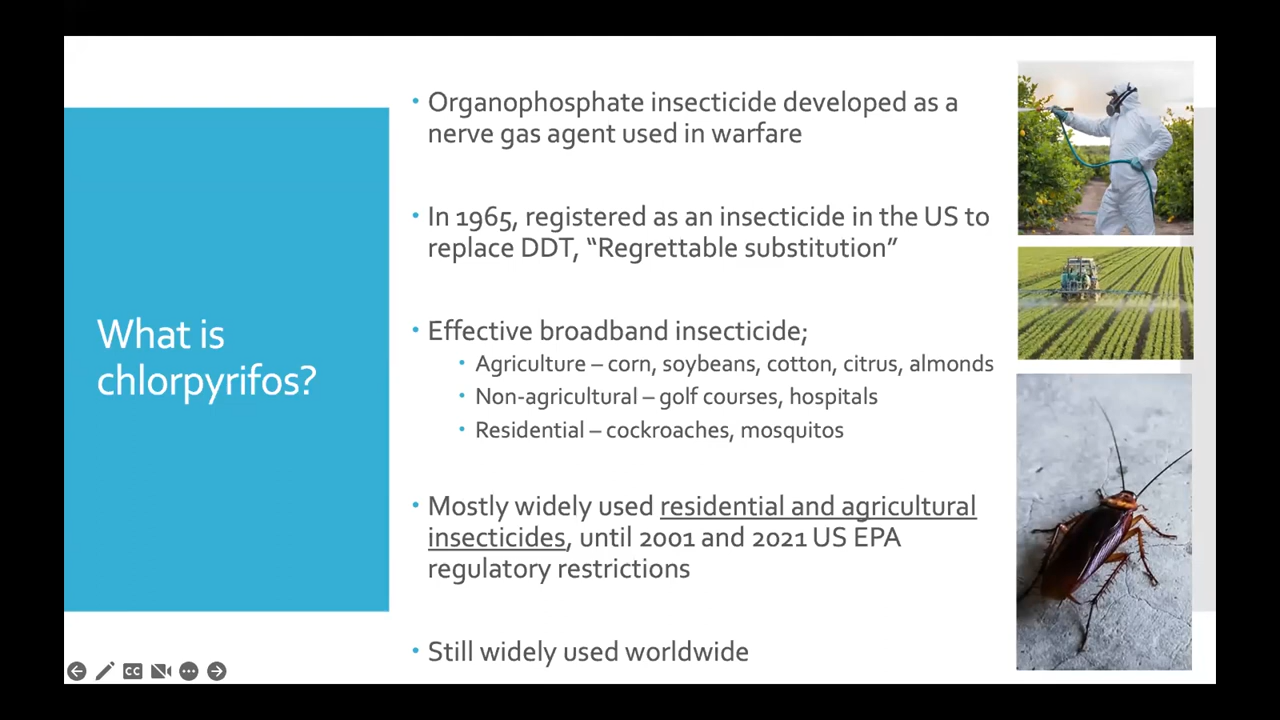 What is
chlorpyrifos?
• Organophosphate insecticide developed as a
nerve gas agent used in warfare
• In 1965, registered as an insecticide in the US to
replace DDT, “Regrettable substitution”
• Effective broadband insecticide;
• Agriculture – corn, soybeans, cotton, citrus, almonds
• Non-agricultural – golf courses, hospitals
• Residential – cockroaches, mosquitos
• Mostly widely used residential and agricultural
insecticides, until 2001 and 2021 US EPA
regulatory restrictions
• Still widely used worldwide
CC